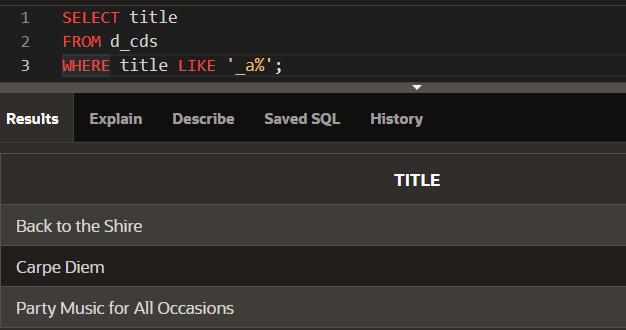 1 SELECT title
2 FROM d_cds
3 WHERE title LIKE '_a%';
Results Explain Describe Saved SQL History
TITLE
Back to the Shire
Carpe Diem
Party Music for All Occasions